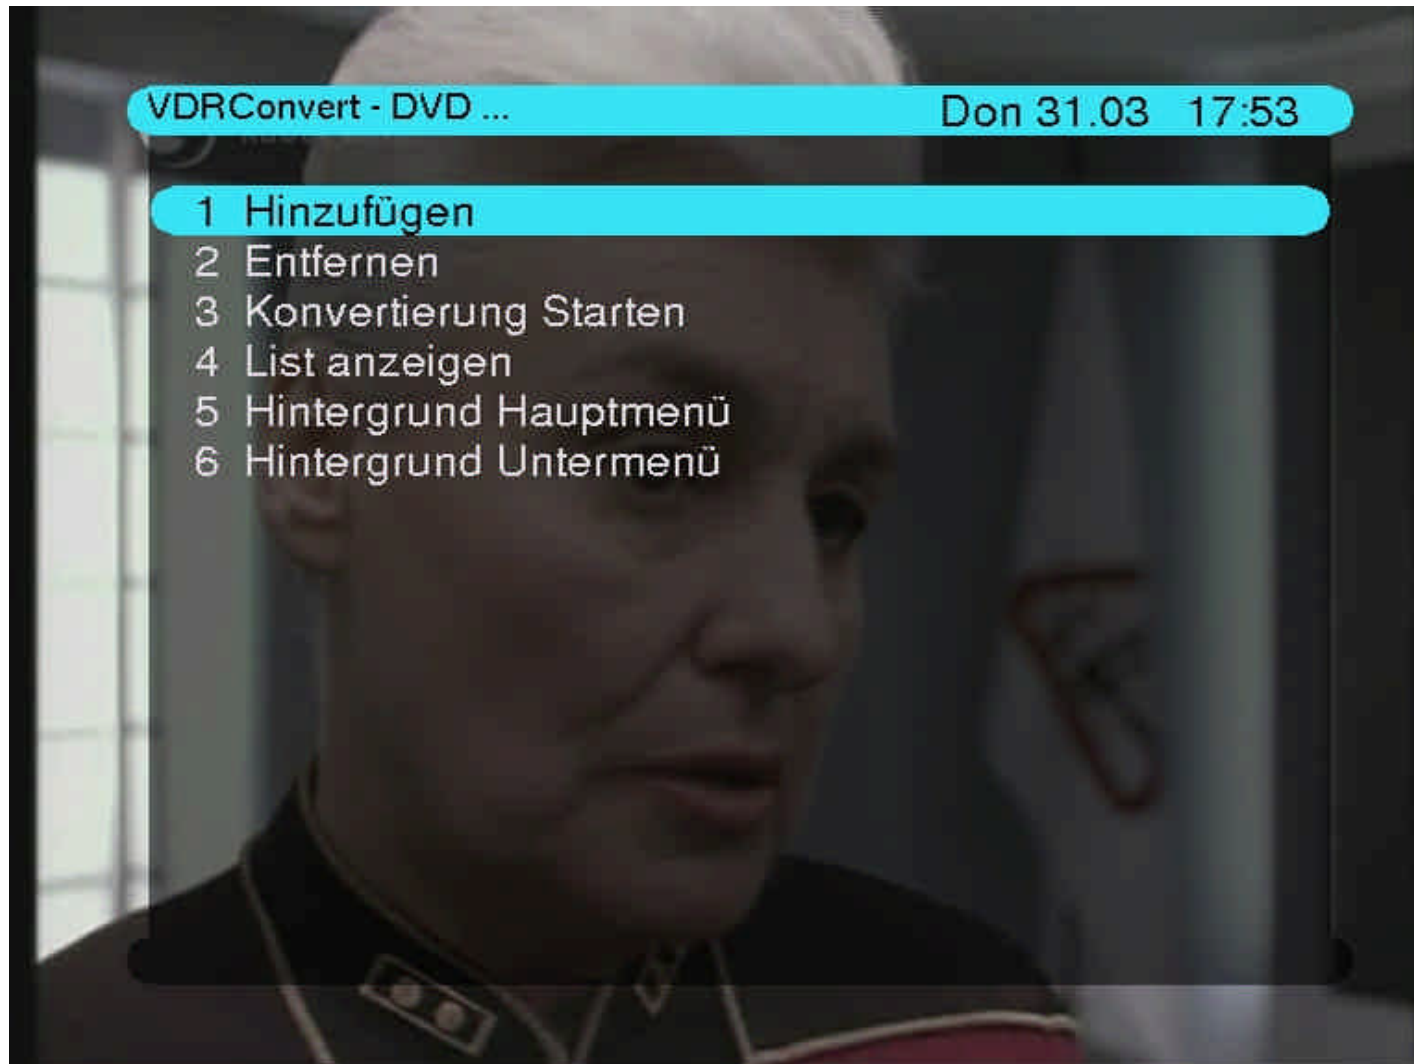 VDRConvert - DVD ... Don 31.03 17:53
1 Hinzufügen
2 Entfernen
3 Konvertierung Starten
4 List anzeigen
5 Hintergrund Hauptmenü
6 Hintergrund Untermenü